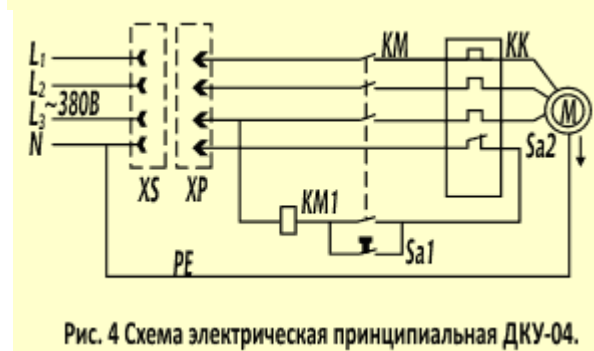 L1
L2
L3 ~380В
N
XS
XP
KM
KK
M
Sa2
KM1
Sa1
PE
Рис. 4 Схема электрическая принципиальная ДКУ-04.